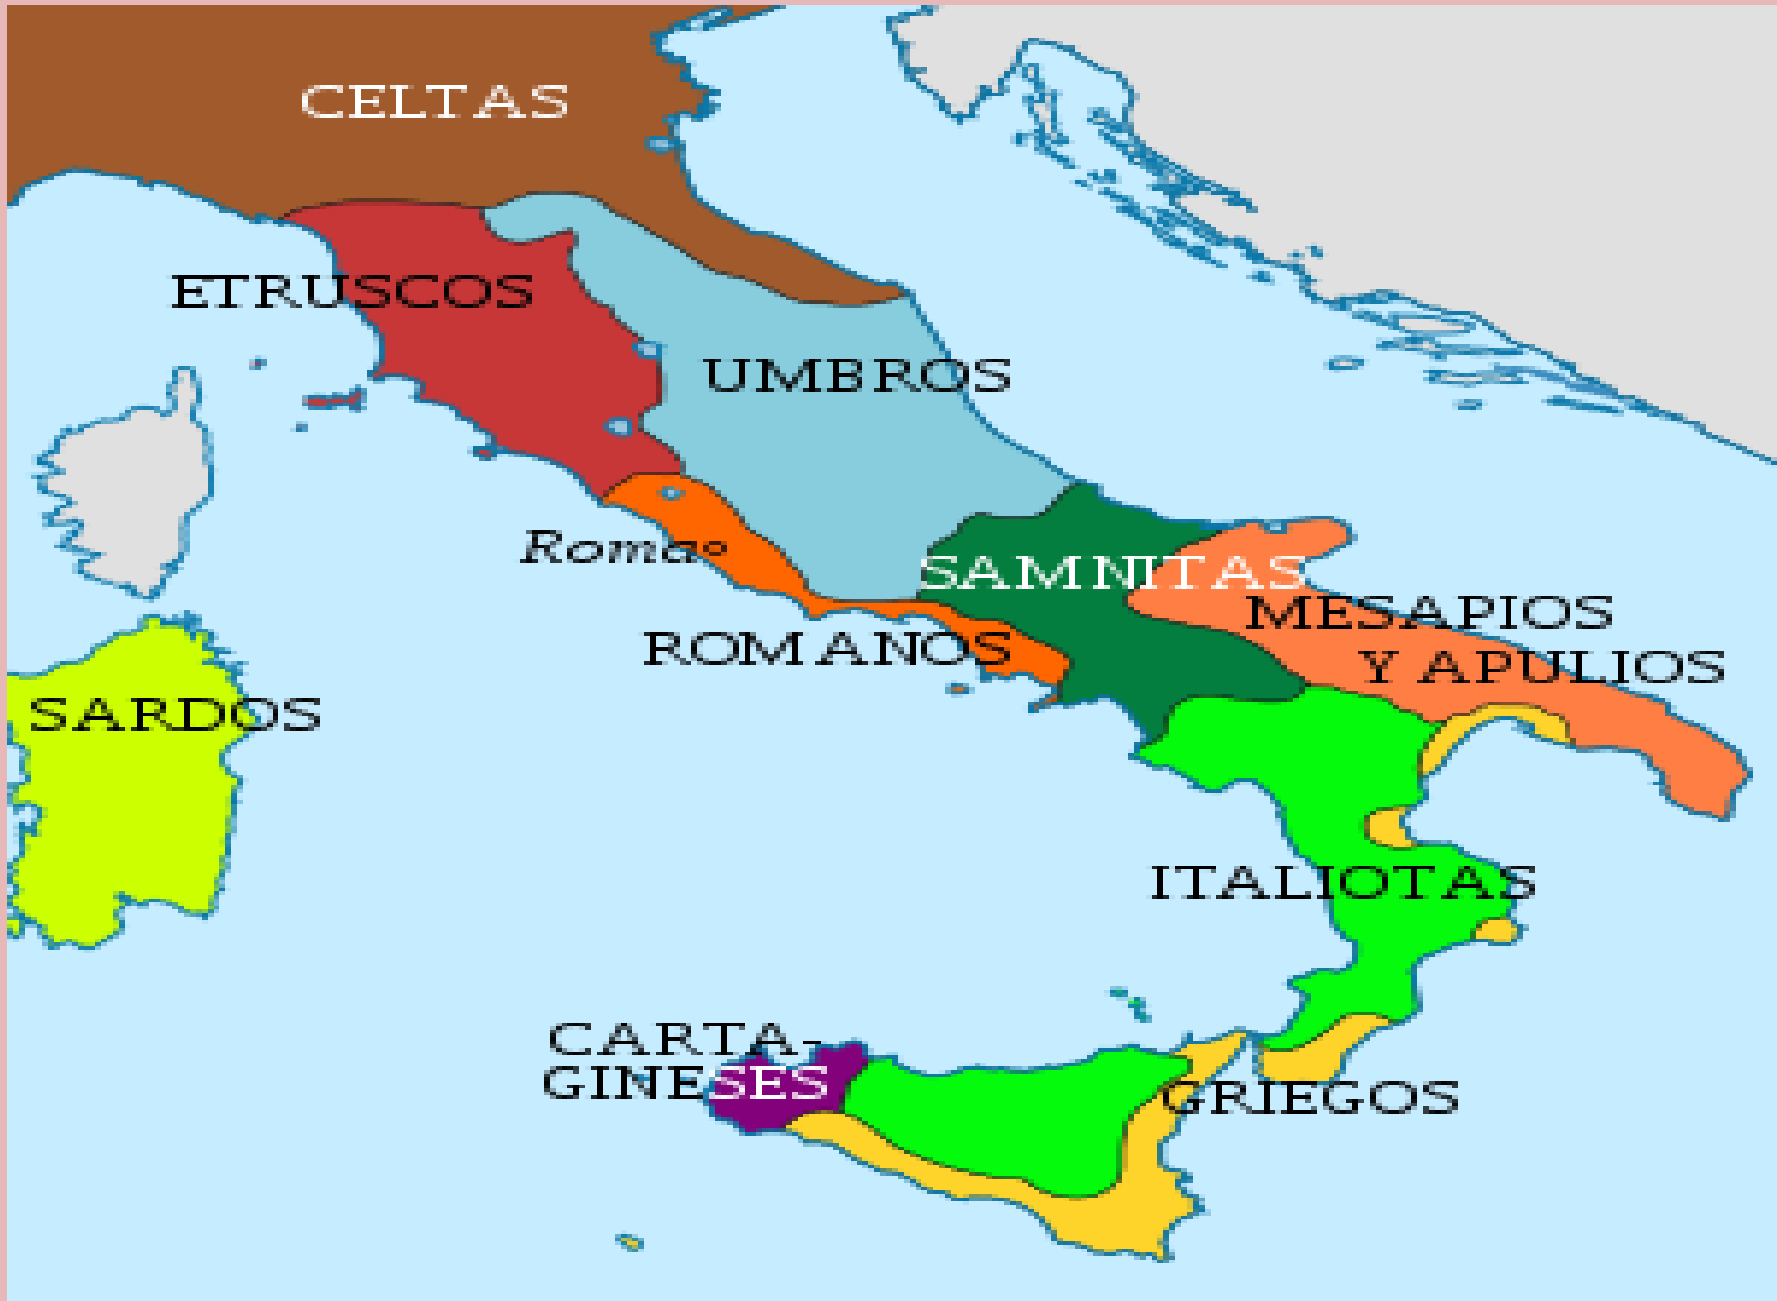 CELTAS
ETRUSCOS
UMBROS
Roma
SAMNITAS
MESAPIOS
Y APULIOS
ROMANOS
SARDOS
ITALIOTAS
CARTA-
GINESES
GRIEGOS